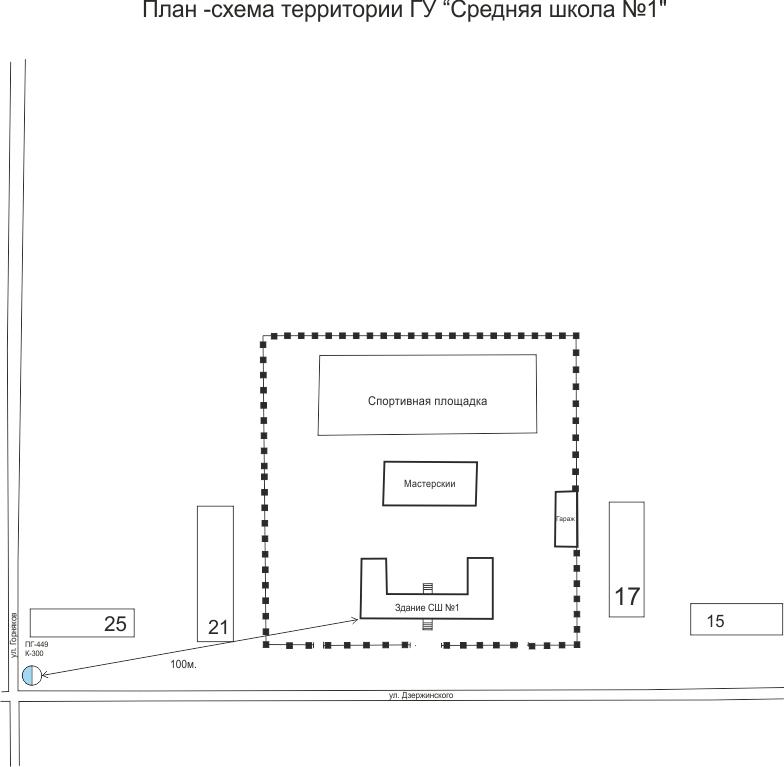 План -схема территории ГУ “Средняя школа №1"
Спортивная площадка
Мастерскии
Гараж
Здание СШ №1
17
15
25
21
ул. Горняков
ПГ-449
К-300
100м.
ул. Дзержинского